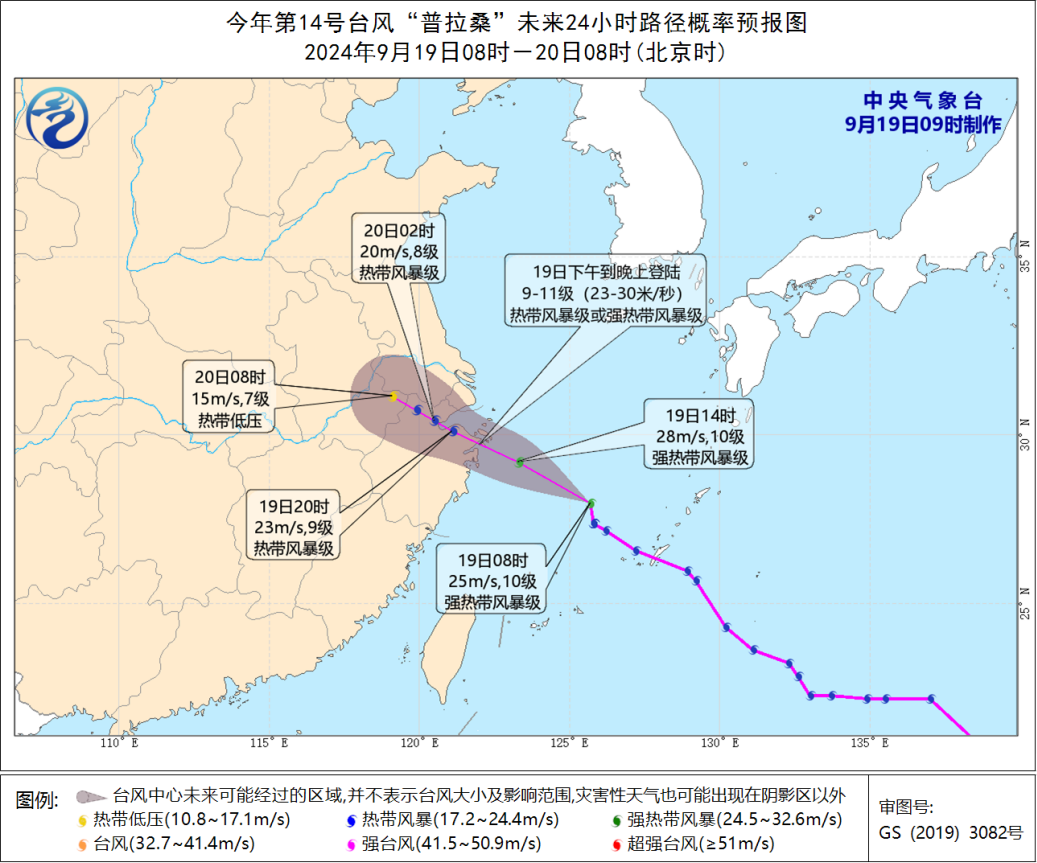 今年第14号台风“普拉桑”未来24小时路径概率预报图
2024年9月19日08时－20日08时(北京时)
中央气象台
9月19日09时制作
20日02时
20m/s,8级
热带风暴级
19日下午到晚上登陆
9-11级（23-30米/秒）
热带风暴级或强热带风暴级
20日08时
15m/s,7级
热带低压
19日14时
28m/s,10级
强热带风暴级
19日20时
23m/s,9级
热带风暴级
19日08时
25m/s,10级
强热带风暴级
35° N
30° N
25° N
110° E
115° E
120° E
125° E
130° E
135° E
图例:
台风中心未来可能经过的区域,并不表示台风大小及影响范围,灾害性天气也可能出现在阴影区以外
热带低压(10.8~17.1m/s)
热带风暴(17.2~24.4m/s)
强热带风暴(24.5~32.6m/s)
台风(32.7~41.4m/s)
强台风(41.5~50.9m/s)
超强台风(≥51m/s)
审图号:
GS (2019) 3082号